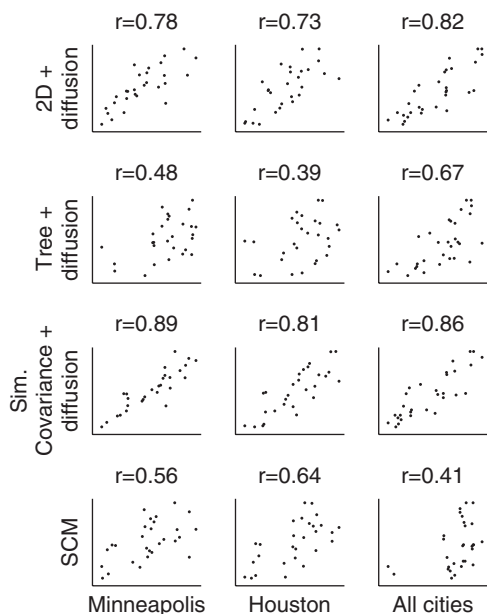 r=0.78 r=0.73 r=0.82
2D +
diffusion
r=0.48 r=0.39 r=0.67
Tree +
diffusion
r=0.89 r=0.81 r=0.86
Sim.
Covariance +
diffusion
r=0.56 r=0.64 r=0.41
SCM
Minneapolis Houston All cities